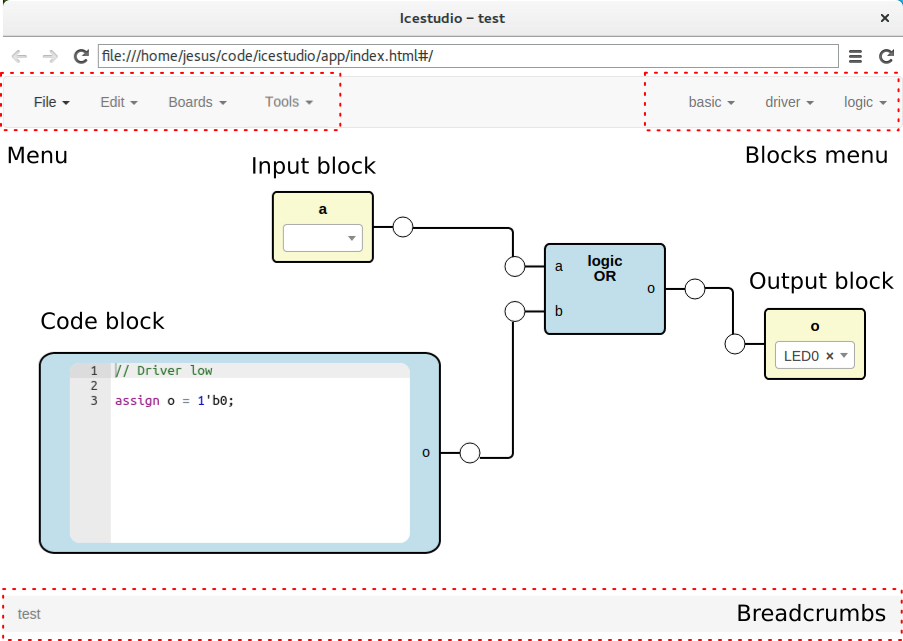 Icestudio – test
file:///home/jesus/code/icestudio/app/index.html#/
File Edit Boards Tools basic driver logic
Menu
Blocks menu
Input block
a
logic
OR
a
o
b
Output block
o
LED0 ×
Code block
1 // Driver low
2
3 assign o = 1'b0;
o
test
Breadcrumbs